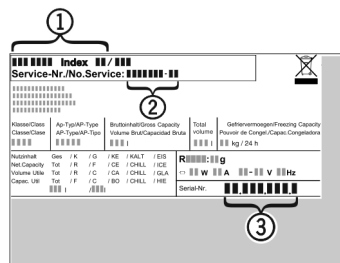 1
Index /
Service-Nr./No.Service: -
2
Klasse/Class Ap-Typ/AP-Type Bruttoinhalt/Gross Capacity Total Gefriervermoegen/Freezing Capacity
Classe/Clase AP-Type/AP-Tipo Volume Brut/Capacidad Bruta volume Pouvoir de Congel./Capac.Congeladora
l l kg / 24 h
Nutzinhalt Ges / K / G / KE / KALT / EIS
Net Capacity Tot / R / F / CE / CHILL / ICE
Volume Utile Tot / R / C / CA / CHILL / GLA
Capac. Util Tot / F / C / BO / CHILL / HIE
l / l
R : g
W A - V Hz
Serial-Nr.
3